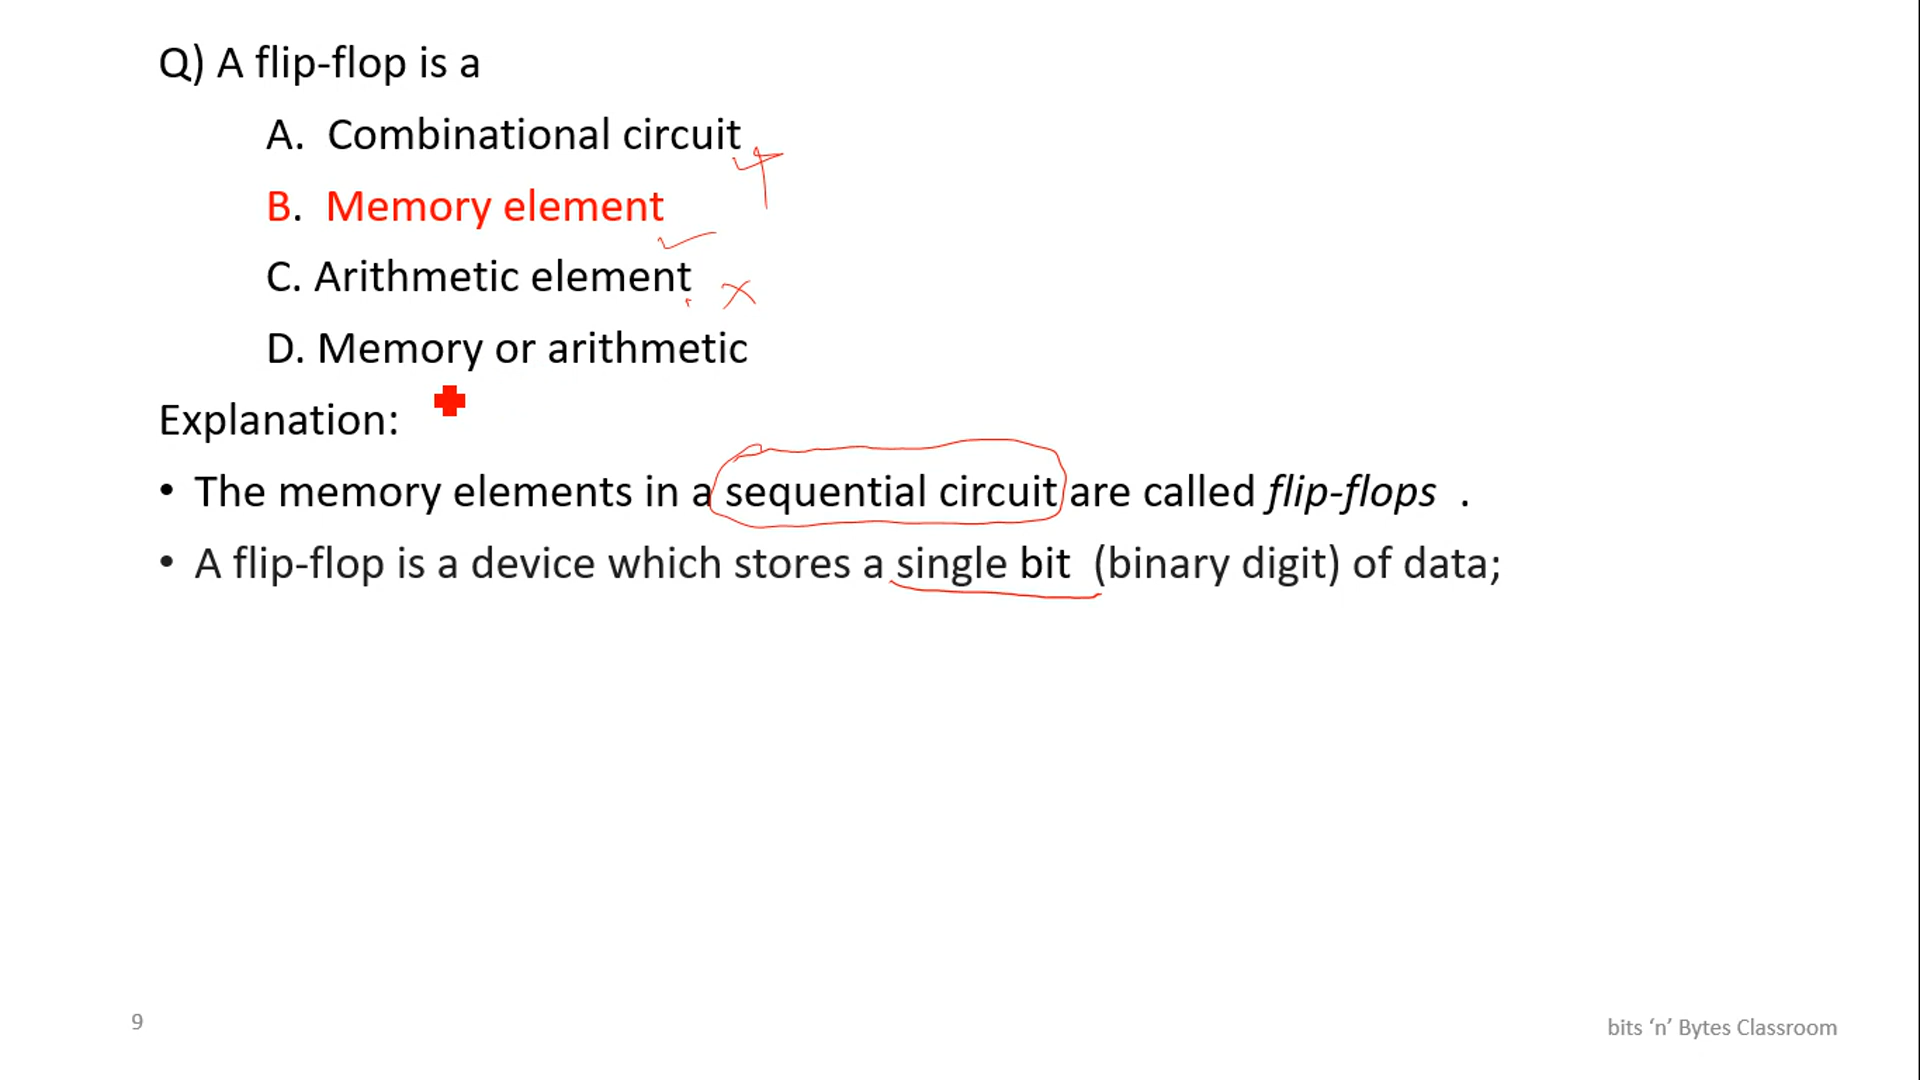 Q) A flip-flop is a
A. Combinational circuit
B. Memory element
C. Arithmetic element
D. Memory or arithmetic
Explanation:
• The memory elements in a sequential circuit are called flip-flops .
• A flip-flop is a device which stores a single bit (binary digit) of data;
9
bits ‘n’ Bytes Classroom